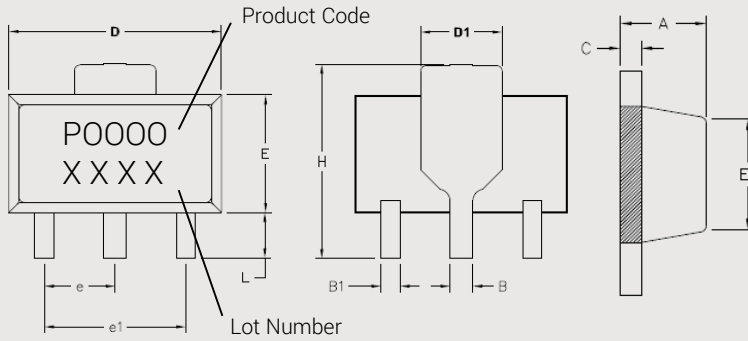 Product Code
D
P0000
XXXX
E
L
e
e1
Lot Number
D1
H
B1
B
A
C
E